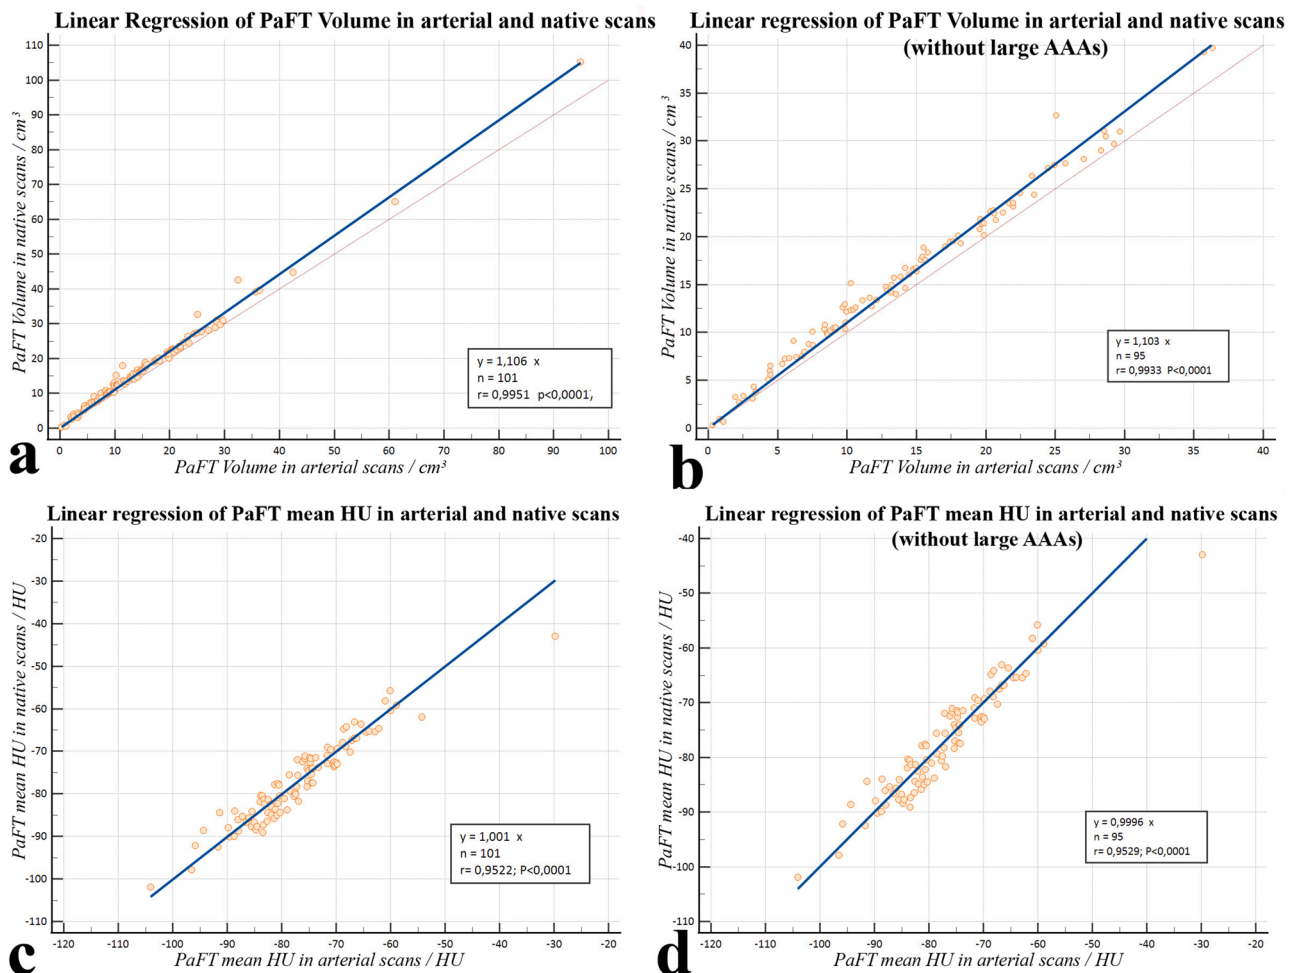 Linear Regression of PaFT Volume in arterial and native scans
PaFT Volume in native scans / cm³
110
100
90
80
70
60
50
40
30
20
10
0
y = 1,106 x
n = 101
r= 0,9951 p<0,0001;
0 10 20 30 40 50 60 70 80 90 100
PaFT Volume in arterial scans / cm³
a
Linear regression of PaFT Volume in arterial and native scans
(without large AAAs)
PaFT Volume in native scans / cm³
40
35
30
25
20
15
10
5
0
y = 1,103 x
n = 95
r= 0,9933 P<0,0001
0 5 10 15 20 25 30 35 40
PaFT Volume in arterial scans / cm³
b
Linear regression of PaFT mean HU in arterial and native scans
PaFT mean HU in native scans / HU
-20
-30
-40
-50
-60
-70
-80
-90
-100
-110
y = 1,001 x
n = 101
r= 0,9522; P<0,0001
-120 -110 -100 -90 -80 -70 -60 -50 -40 -30 -20
PaFT mean HU in arterial scans / HU
c
Linear regression of PaFT mean HU in arterial and native scans
(without large AAAs)
PaFT mean HU in native scans / HU
-40
-50
-60
-70
-80
-90
-100
-110
y = 0,9996 x
n = 95
r= 0,9529; P<0,0001
-120 -110 -100 -90 -80 -70 -60 -50 -40 -30 -20
PaFT mean HU in arterial scans / HU
d